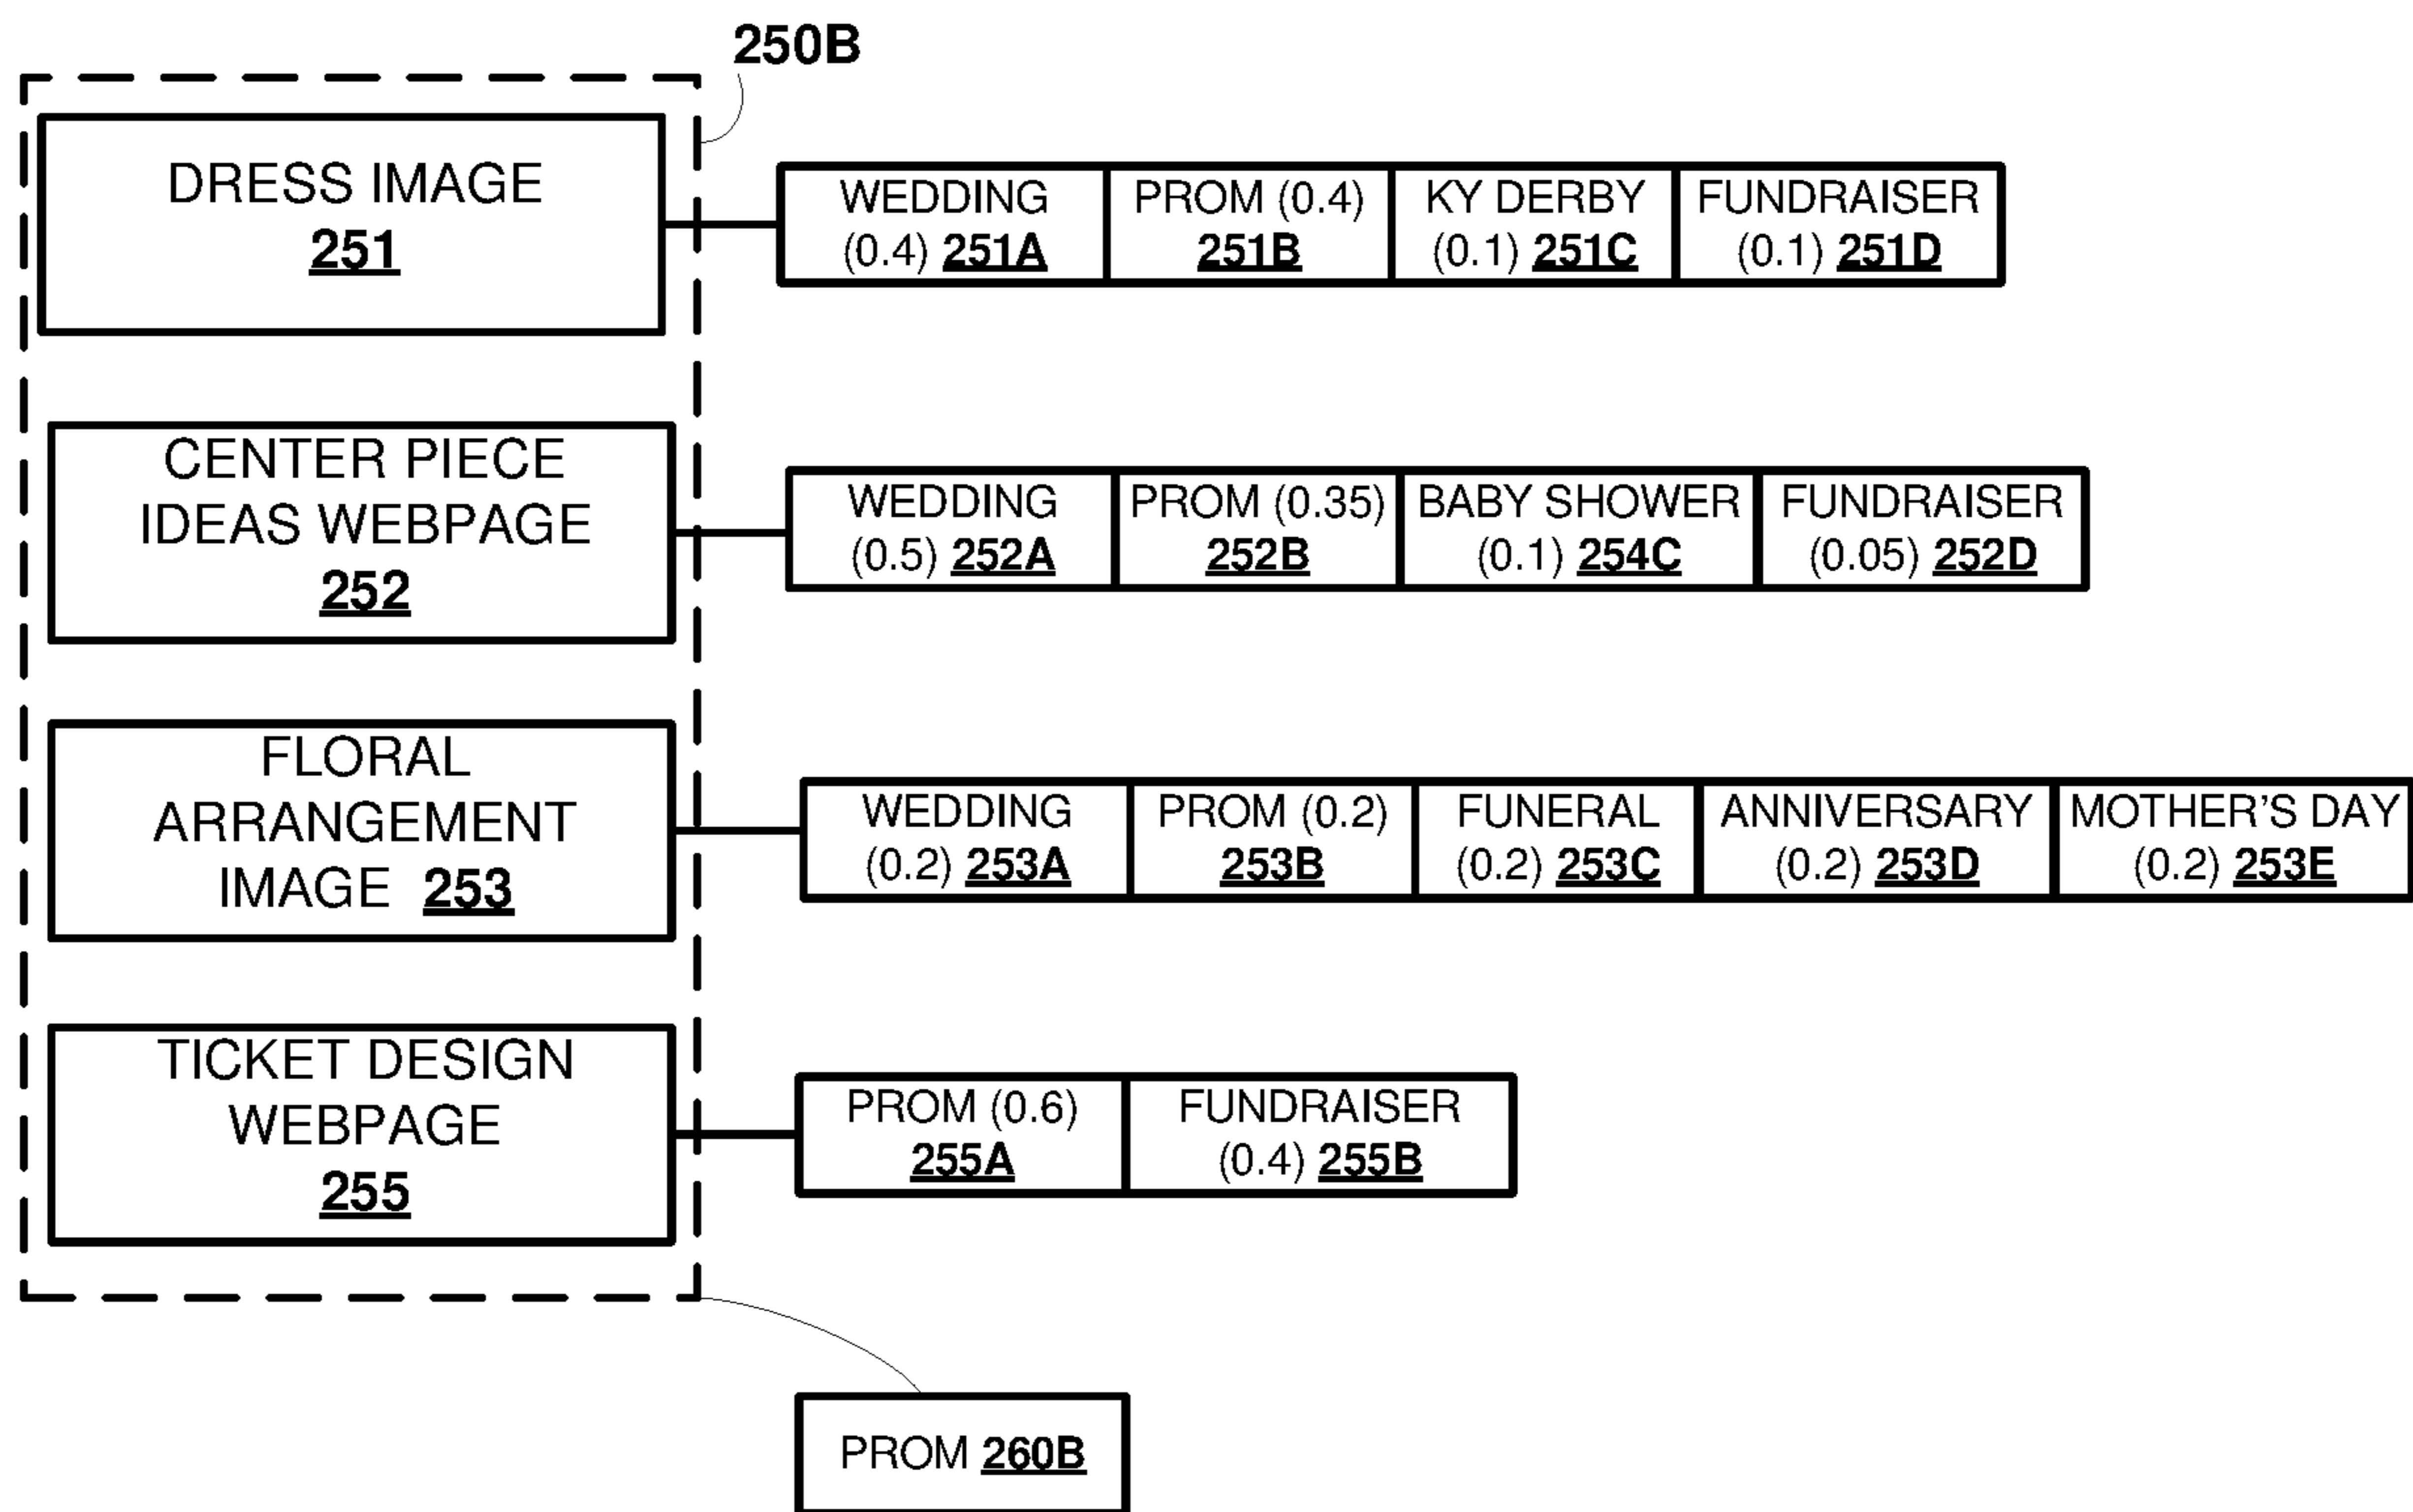 250B
DRESS IMAGE
251
WEDDING
(0.4) 251A
PROM (0.4)
251B
KY DERBY
(0.1) 251C
FUNDRAISER
(0.1) 251D
CENTER PIECE
IDEAS WEBPAGE
252
WEDDING
(0.5) 252A
PROM (0.35)
252B
BABY SHOWER
(0.1) 254C
FUNDRAISER
(0.05) 252D
FLORAL
ARRANGEMENT
IMAGE 253
WEDDING
(0.2) 253A
PROM (0.2)
253B
FUNERAL
(0.2) 253C
ANNIVERSARY
(0.2) 253D
MOTHER'S DAY
(0.2) 253E
TICKET DESIGN
WEBPAGE
255
PROM (0.6)
255A
FUNDRAISER
(0.4) 255B
PROM 260B